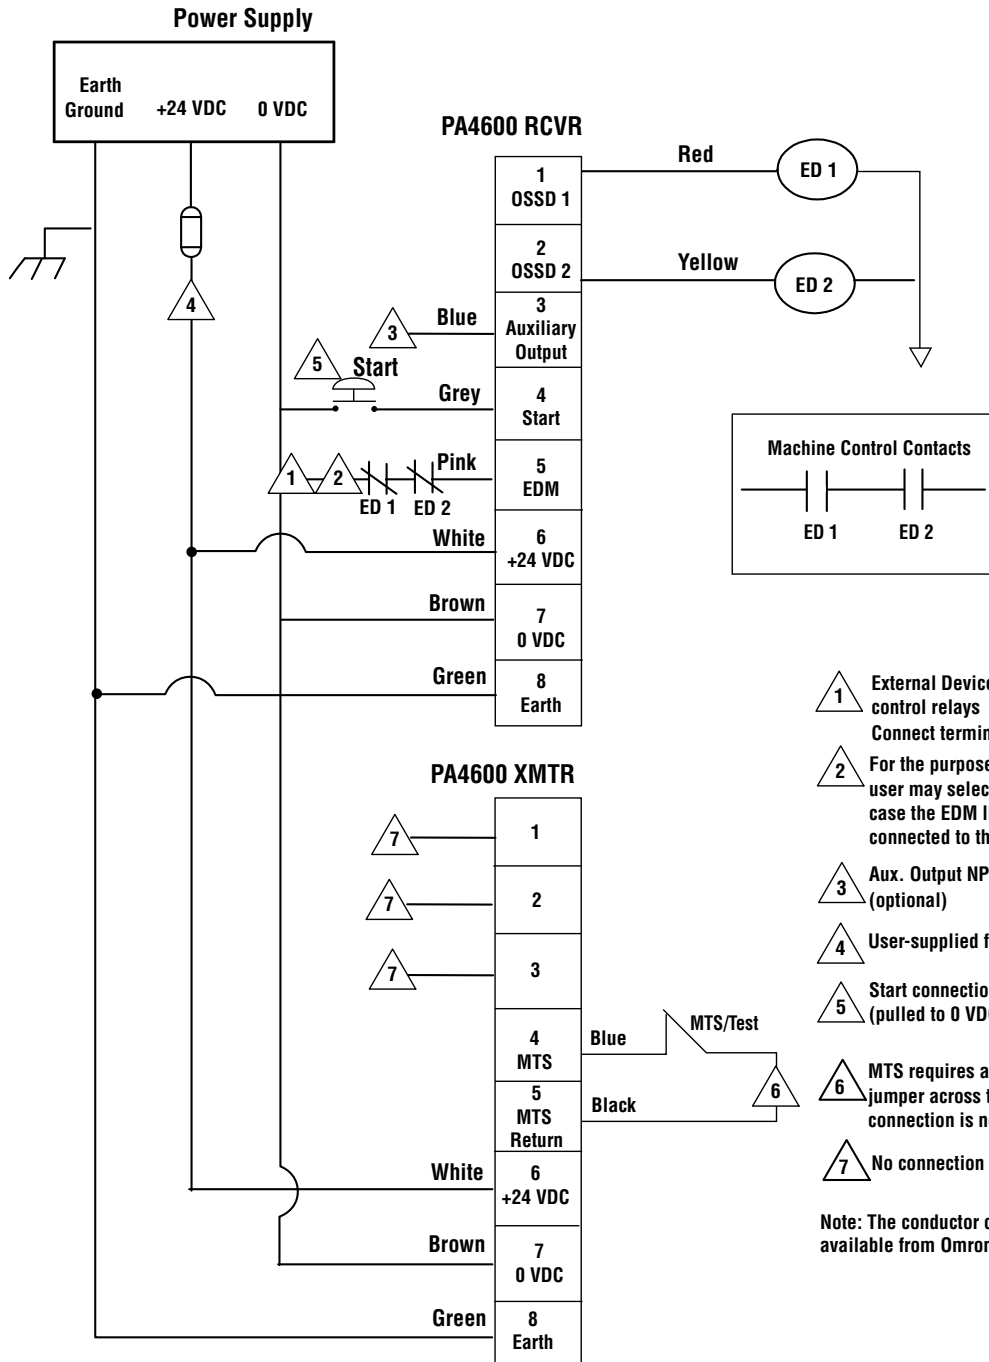 Power Supply
Earth
Ground
+24 VDC
0 VDC
PA4600 RCVR
1
OSSD 1
Red
ED 1
2
OSSD 2
Yellow
ED 2
4
3
Blue
3
Auxiliary
Output
5
Start
Grey
4
Start
1
2
ED 1
ED 2
Pink
5
EDM
Machine Control Contacts
ED 1
ED 2
White
6
+24 VDC
Brown
7
0 VDC
Green
8
Earth
PA4600 XMTR
7
1
7
2
7
3
4
MTS
Blue
MTS/Test
6
5
MTS
Return
Black
White
6
+24 VDC
Brown
7
0 VDC
Green
8
Earth
1
External Device
control relays
Connect termin
2
For the purpose
user may selec
case the EDM l
connected to th
3
Aux. Output NP
(optional)
4
User-supplied f
5
Start connectio
(pulled to 0 VD
6
MTS requires a
jumper across t
connection is n
7
No connection
Note: The conductor c
available from Omron